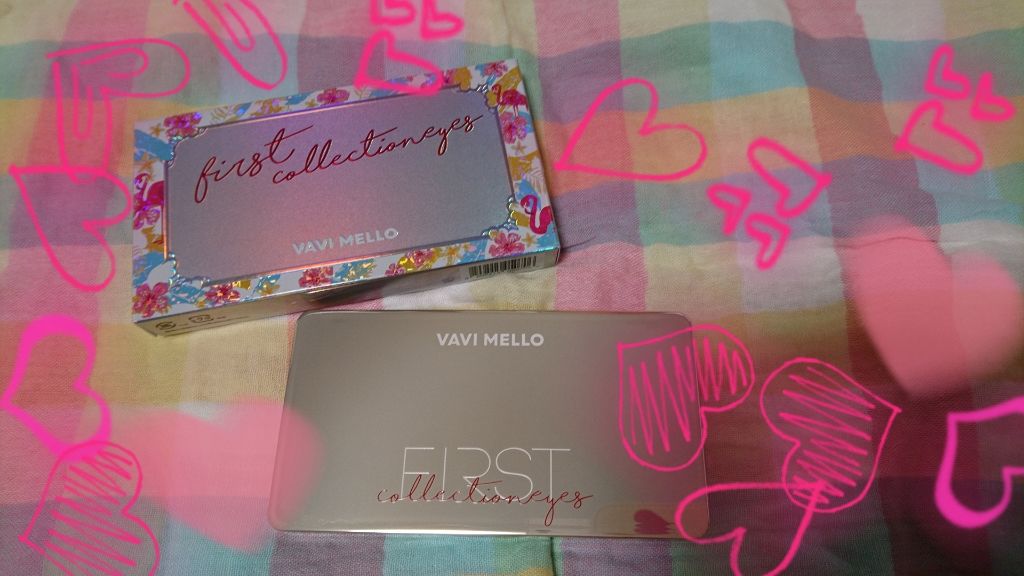 first
collectioneyes
VAVI MELLO
VAVI MELLO
FIRST
collectioneyes